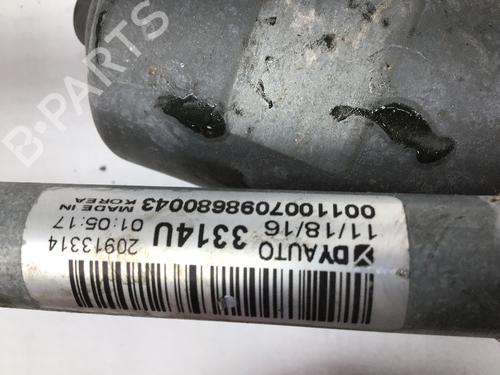 B-PARTS
0011007098680043
11/18/16 MADE IN KOREA
DYAUTO 3314U 01:05:17
20913314